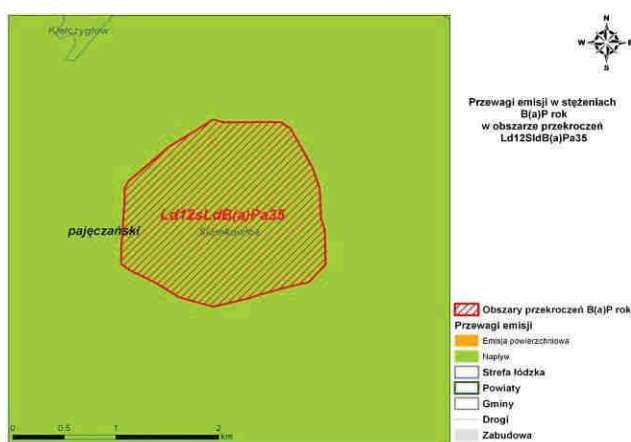 Kiełczygłów
N
W E
S
Przewagi emisji w stężeniach
B(a)P rok
w obszarze przekroczeń
Ld12SldB(a)Pa35
Ld12sLdB(a)Pa35
pajęczański
Obszary przekroczeń B(a)P rok
Przewagi emisji
Emisja powierzchniowa
Napływ
Strefa łódzka
Powiaty
Gminy
Drogi
Zabudowa
0 0.5 1 2
km